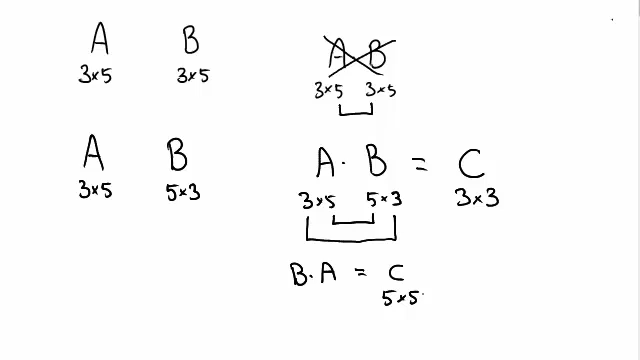 A B
3×5 3×5
A B
3×5 3×5
A B
3×5 5×3
A · B = C
3×5 5×3 3×3
B · A = C
5×5